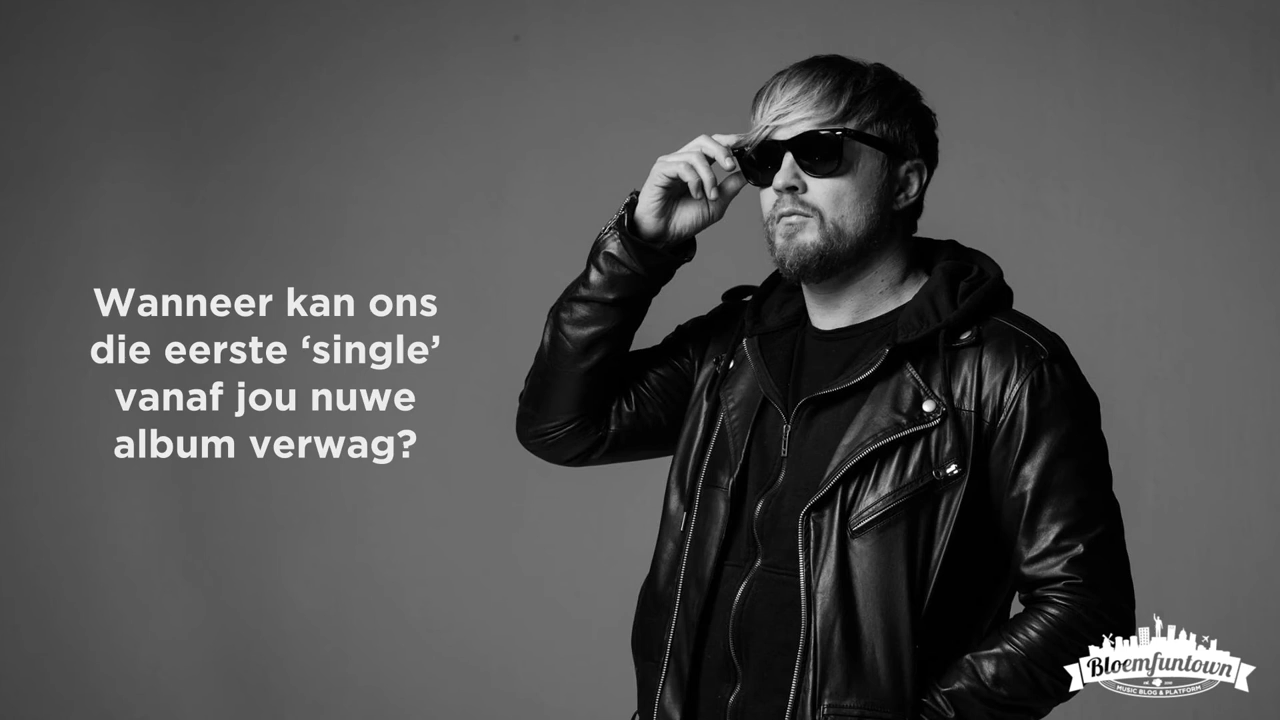 Wanneer kan ons
die eerste ‘single’
vanaf jou nuwe
album verwag?
Bloemfuntown
MUSIC BLOG & PLATFORM